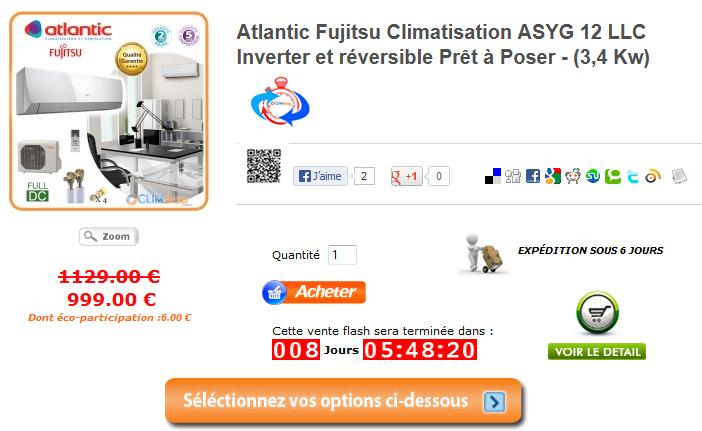 atlantic
CLIMATISATION ET VENTILATION
FUJITSU
Qualité
Garantie
2
5
FULL
DC
X 4
CLIMshop
Zoom
1129.00 €
999.00 €
Dont éco-participation :6.00 €
Atlantic Fujitsu Climatisation ASYG 12 LLC
Inverter et réversible Prêt à Poser - (3,4 Kw)
J'aime 2 +1 0
Quantité 1
EXPÉDITION SOUS 6 JOURS
Acheter
Cette vente flash sera terminée dans :
008 Jours 05:48:20
VOIR LE DETAIL
Séléctionnez vos options ci-dessous